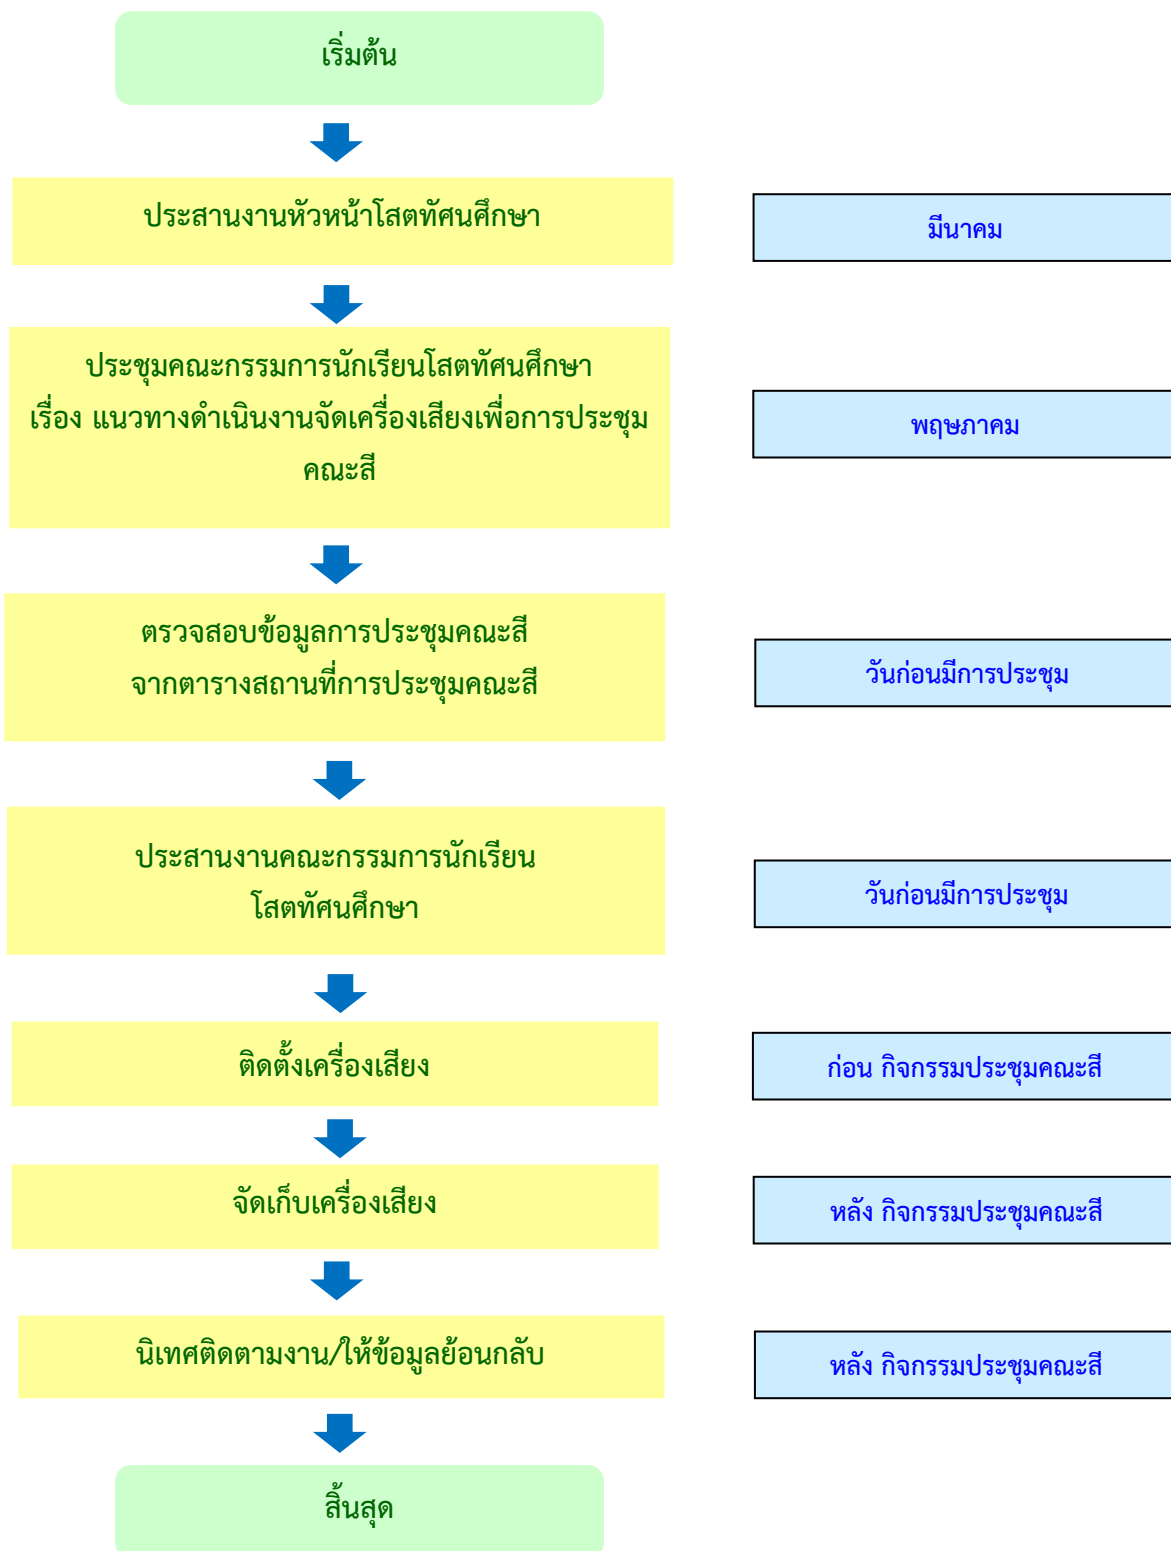 เริ่มต้น
ประสานงานหัวหน้าโสตทัศนศึกษา
มีนาคม
ประชุมคณะกรรมการนักเรียนโสตทัศนศึกษา
เรื่อง แนวทางดำเนินงานจัดเครื่องเสียงเพื่อการประชุม
คณะสี
พฤษภาคม
ตรวจสอบข้อมูลการประชุมคณะสี
จากตารางสถานที่การประชุมคณะสี
วันก่อนมีการประชุม
ประสานงานคณะกรรมการนักเรียน
โสตทัศนศึกษา
วันก่อนมีการประชุม
ติดตั้งเครื่องเสียง
ก่อน กิจกรรมประชุมคณะสี
จัดเก็บเครื่องเสียง
หลัง กิจกรรมประชุมคณะสี
นิเทศติดตามงาน/ให้ข้อมูลย้อนกลับ
หลัง กิจกรรมประชุมคณะสี
สิ้นสุด